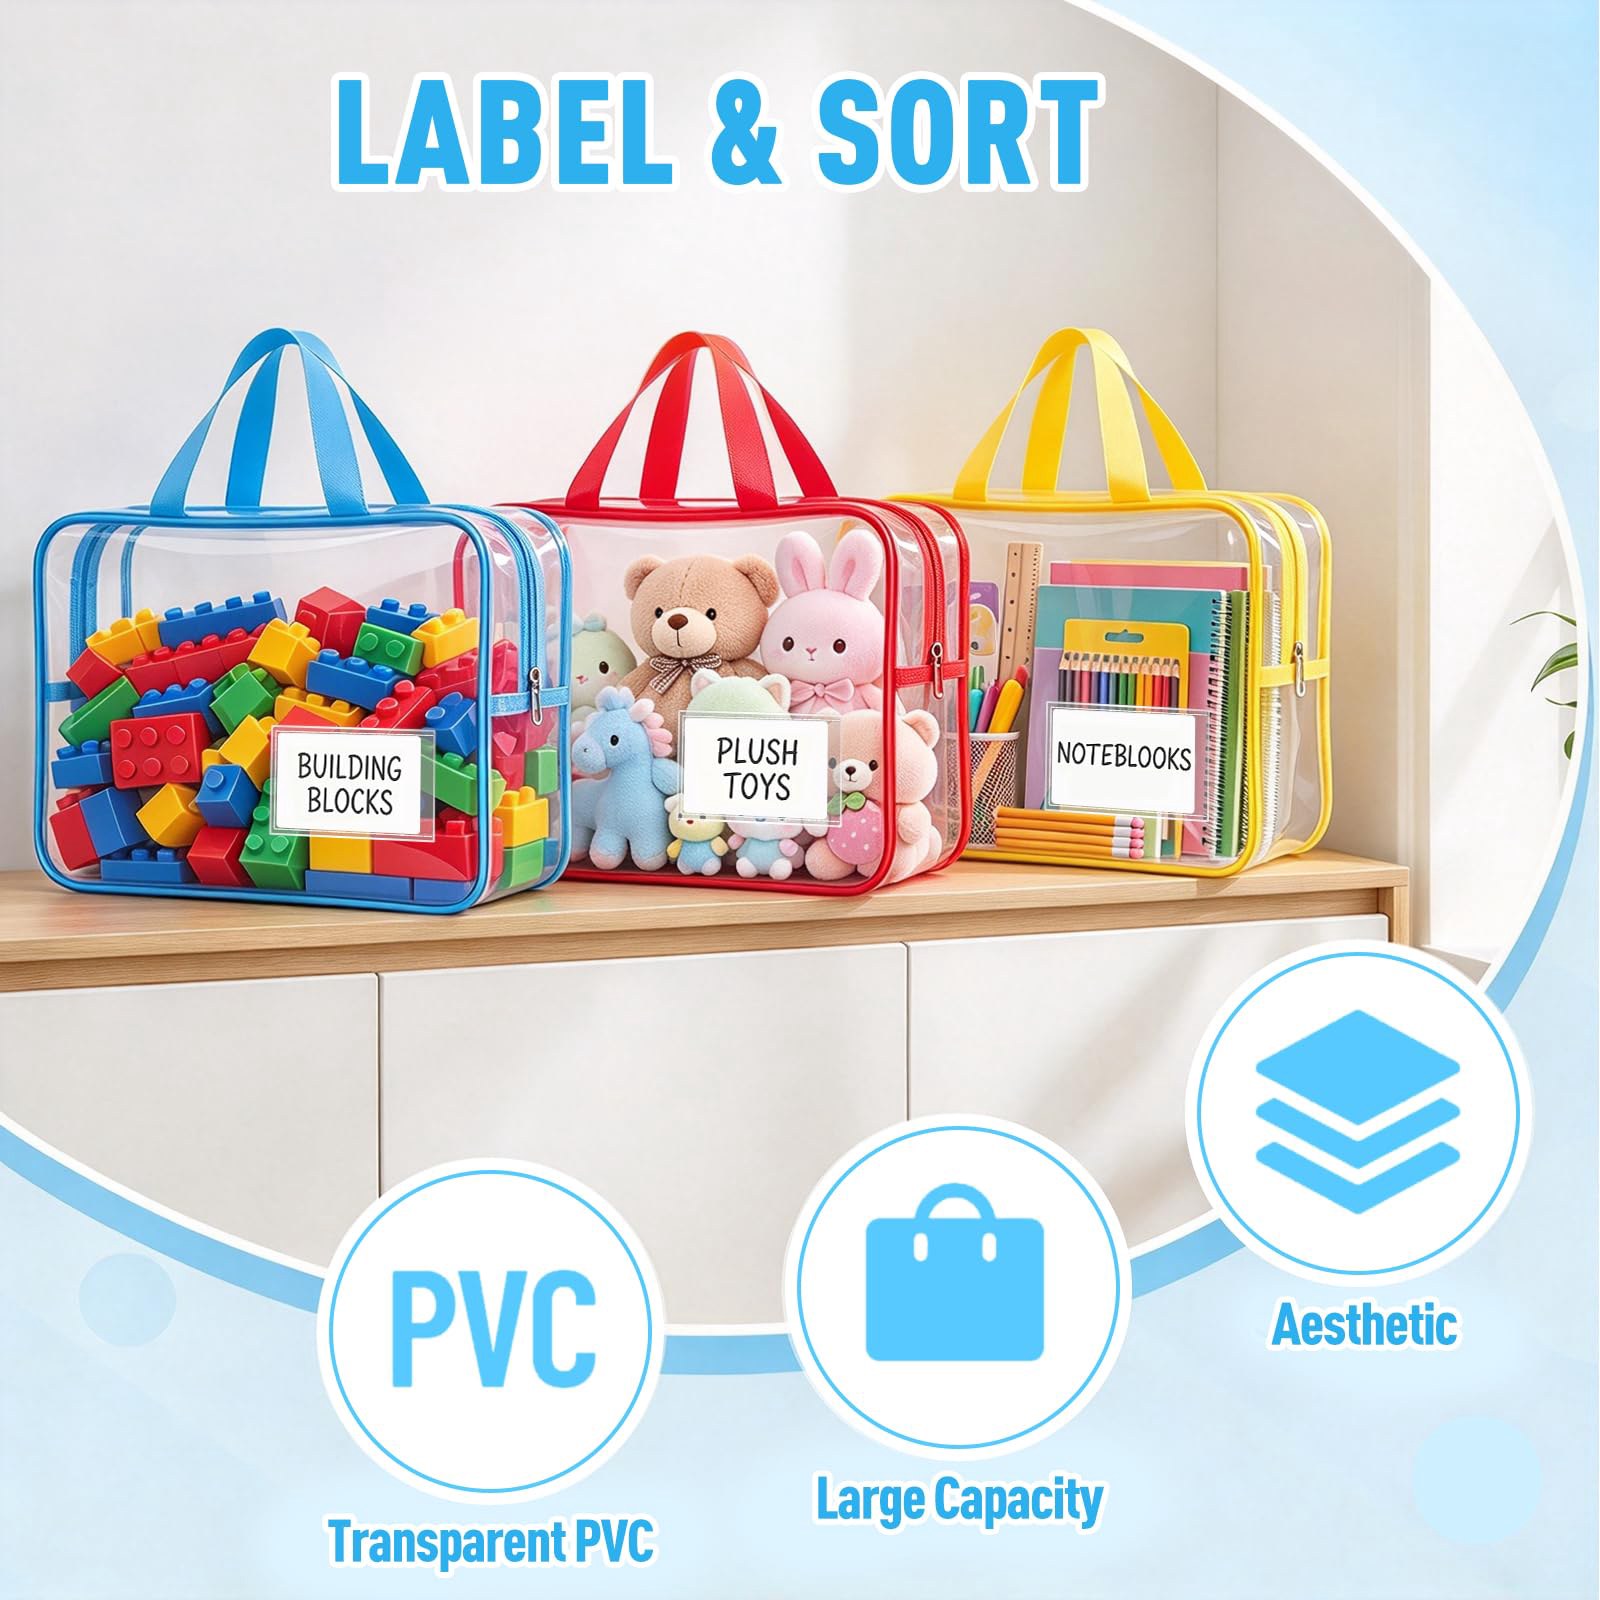 LABEL & SORT
BUILDING
BLOCKS
PLUSH
TOYS
NOTEBLOOKS
PVC
Transparent PVC
Large Capacity
Aesthetic